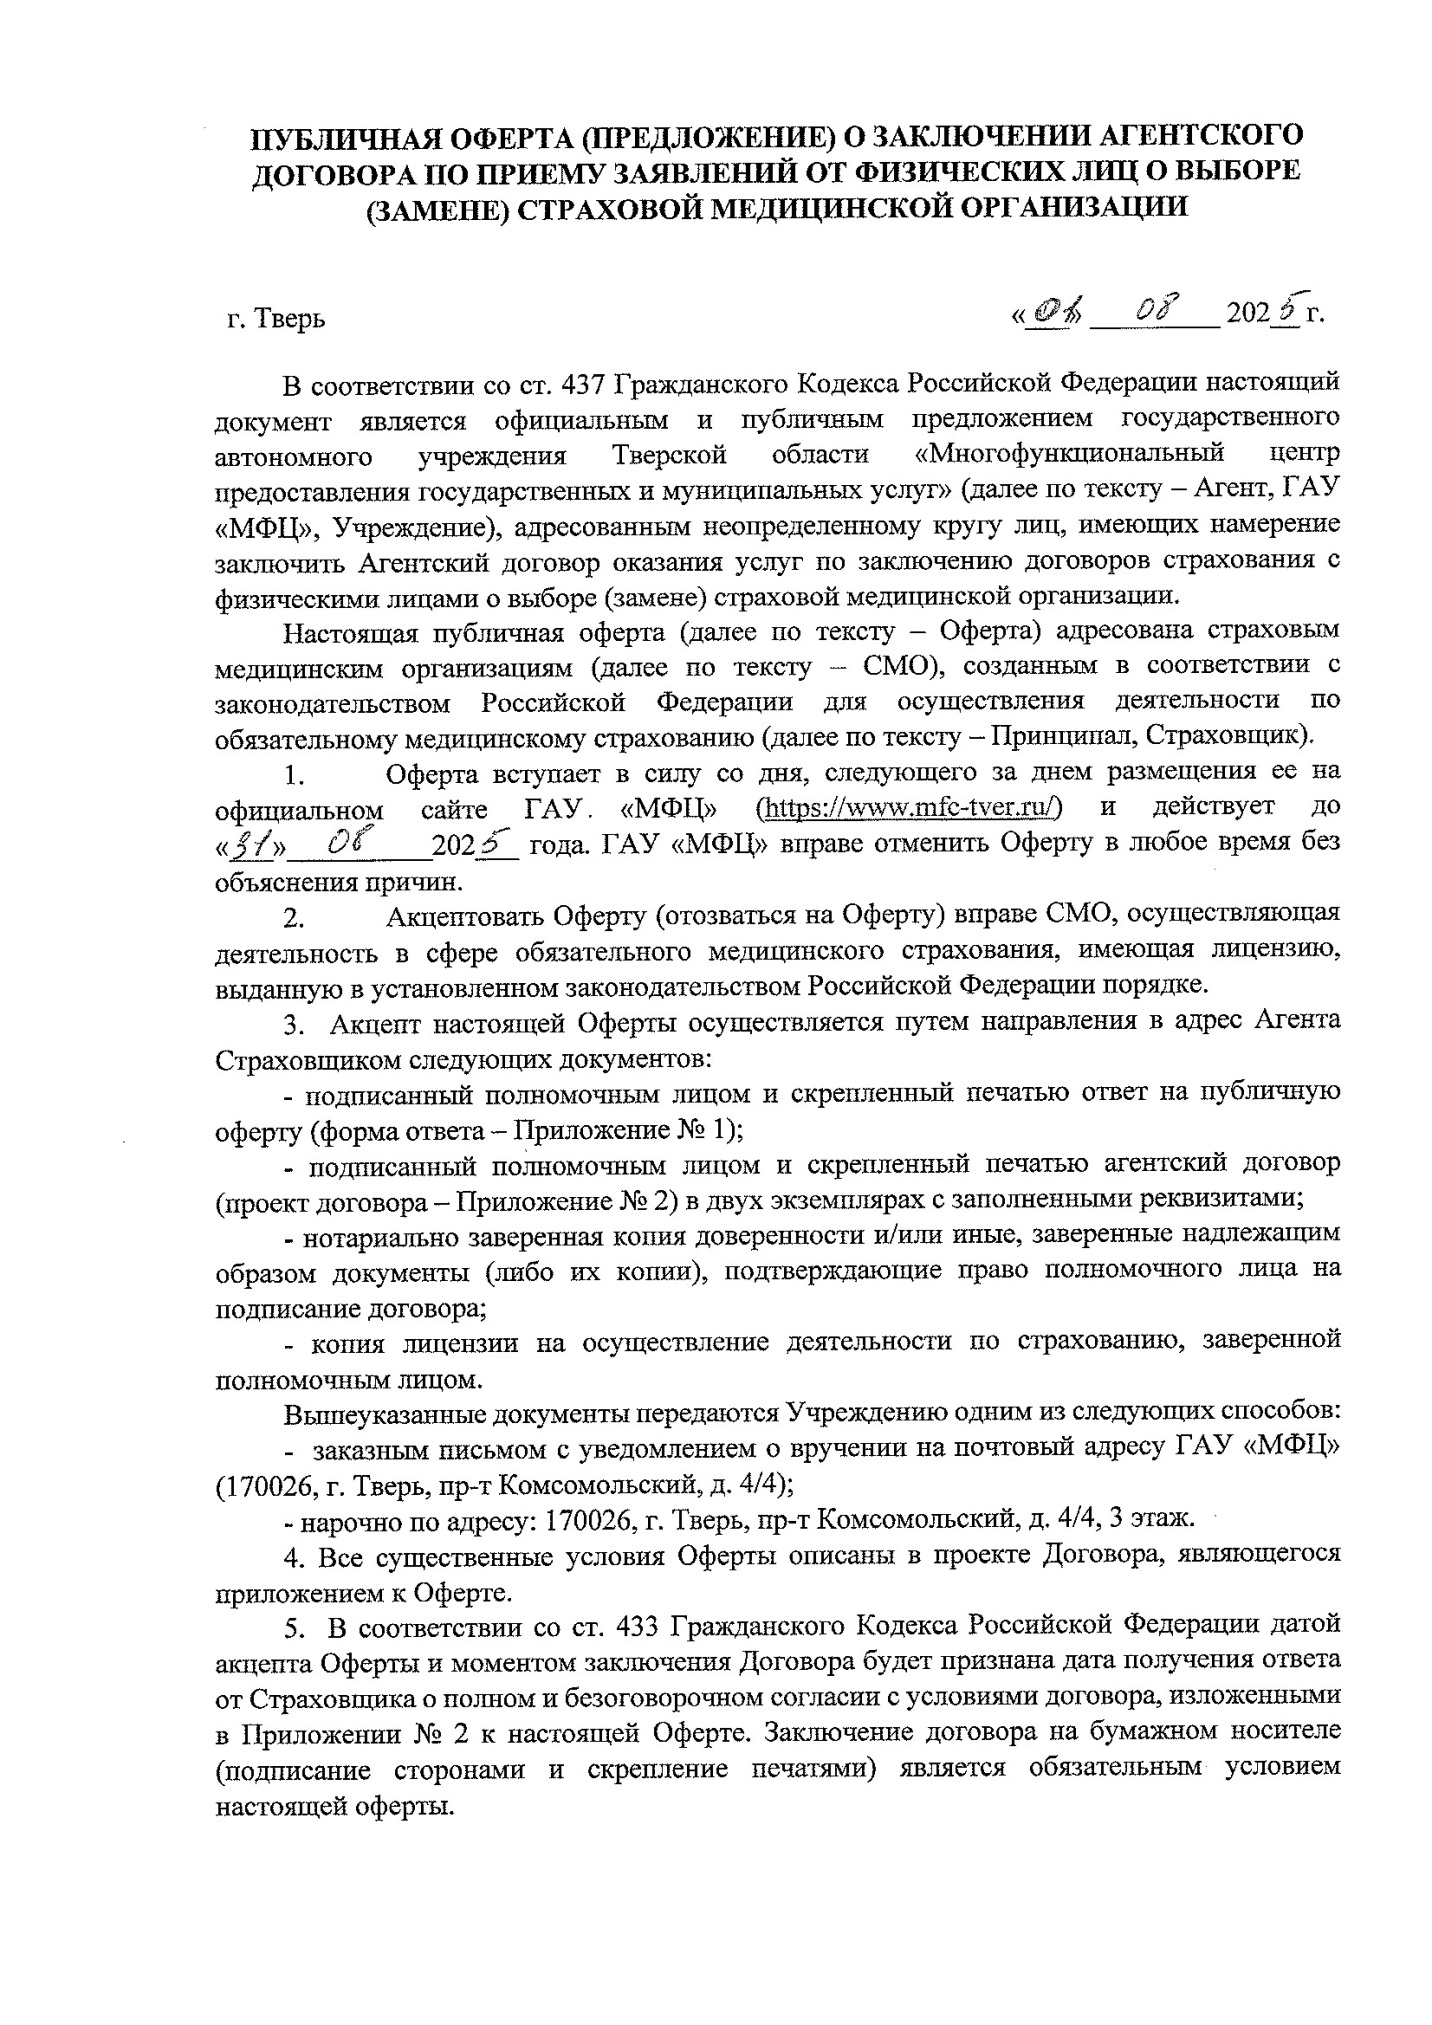 ПУБЛИЧНАЯ ОФЕРТА (ПРЕДЛОЖЕНИЕ) О ЗАКЛЮЧЕНИИ АГЕНТСКОГО
ДОГОВОРА ПО ПРИЕМУ ЗАЯВЛЕНИЙ ОТ ФИЗИЧЕСКИХ ЛИЦ О ВЫБОРЕ
(ЗАМЕНЕ) СТРАХОВОЙ МЕДИЦИНСКОЙ ОРГАНИЗАЦИИ
г. Тверь «01» 08 2025 г.
В соответствии со ст. 437 Гражданского Кодекса Российской Федерации настоящий
документ является официальным и публичным предложением государственного
автономного учреждения Тверской области «Многофункциональный центр
предоставления государственных и муниципальных услуг» (далее по тексту – Агент, ГАУ
«МФЦ», Учреждение), адресованным неопределенному кругу лиц, имеющих намерение
заключить Агентский договор оказания услуг по заключению договоров страхования с
физическими лицами о выборе (замене) страховой медицинской организации.
Настоящая публичная оферта (далее по тексту – Оферта) адресована страховым
медицинским организациям (далее по тексту – СМО), созданным в соответствии с
законодательством Российской Федерации для осуществления деятельности по
обязательному медицинскому страхованию (далее по тексту – Принципал, Страховщик).
1. Оферта вступает в силу со дня, следующего за днем размещения ее на
официальном сайте ГАУ. «МФЦ» (https://www.mfc-tver.ru/) и действует до
«31» 08 2025 года. ГАУ «МФЦ» вправе отменить Оферту в любое время без
объяснения причин.
2. Акцептовать Оферту (отозваться на Оферту) вправе СМО, осуществляющая
деятельность в сфере обязательного медицинского страхования, имеющая лицензию,
выданную в установленном законодательством Российской Федерации порядке.
3. Акцепт настоящей Оферты осуществляется путем направления в адрес Агента
Страховщиком следующих документов:
- подписанный полномочным лицом и скрепленный печатью ответ на публичную
оферту (форма ответа – Приложение № 1);
- подписанный полномочным лицом и скрепленный печатью агентский договор
(проект договора – Приложение № 2) в двух экземплярах с заполненными реквизитами;
- нотариально заверенная копия доверенности и/или иные, заверенные надлежащим
образом документы (либо их копии), подтверждающие право полномочного лица на
подписание договора;
- копия лицензии на осуществление деятельности по страхованию, заверенной
полномочным лицом.
Вышеуказанные документы передаются Учреждению одним из следующих способов:
- заказным письмом с уведомлением о вручении на почтовый адресу ГАУ «МФЦ»
(170026, г. Тверь, пр-т Комсомольский, д. 4/4);
- нарочно по адресу: 170026, г. Тверь, пр-т Комсомольский, д. 4/4, 3 этаж.
4. Все существенные условия Оферты описаны в проекте Договора, являющегося
приложением к Оферте.
5. В соответствии со ст. 433 Гражданского Кодекса Российской Федерации датой
акцепта Оферты и моментом заключения Договора будет признана дата получения ответа
от Страховщика о полном и безоговорочном согласии с условиями договора, изложенными
в Приложении № 2 к настоящей Оферте. Заключение договора на бумажном носителе
(подписание сторонами и скрепление печатями) является обязательным условием
настоящей оферты.